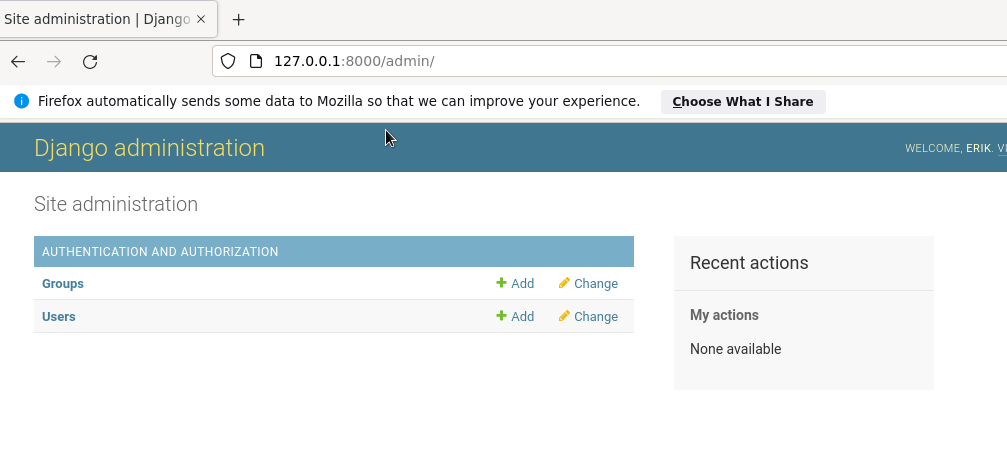 Site administration | Django
127.0.0.1:8000/admin/
Firefox automatically sends some data to Mozilla so that we can improve your experience. Choose What I Share
Django administration
WELCOME, ERIK. VI
Site administration
AUTHENTICATION AND AUTHORIZATION
Groups Add Change
Users Add Change
Recent actions
My actions
None available